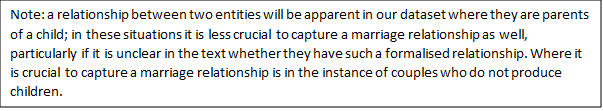 Note: a relationship between two entities will be apparent in our dataset where they are parents
of a child; in these situations it is less crucial to capture a marriage relationship as well,
particularly if it is unclear in the text whether they have such a formalised relationship. Where it
is crucial to capture a marriage relationship is in the instance of couples who do not produce
children.